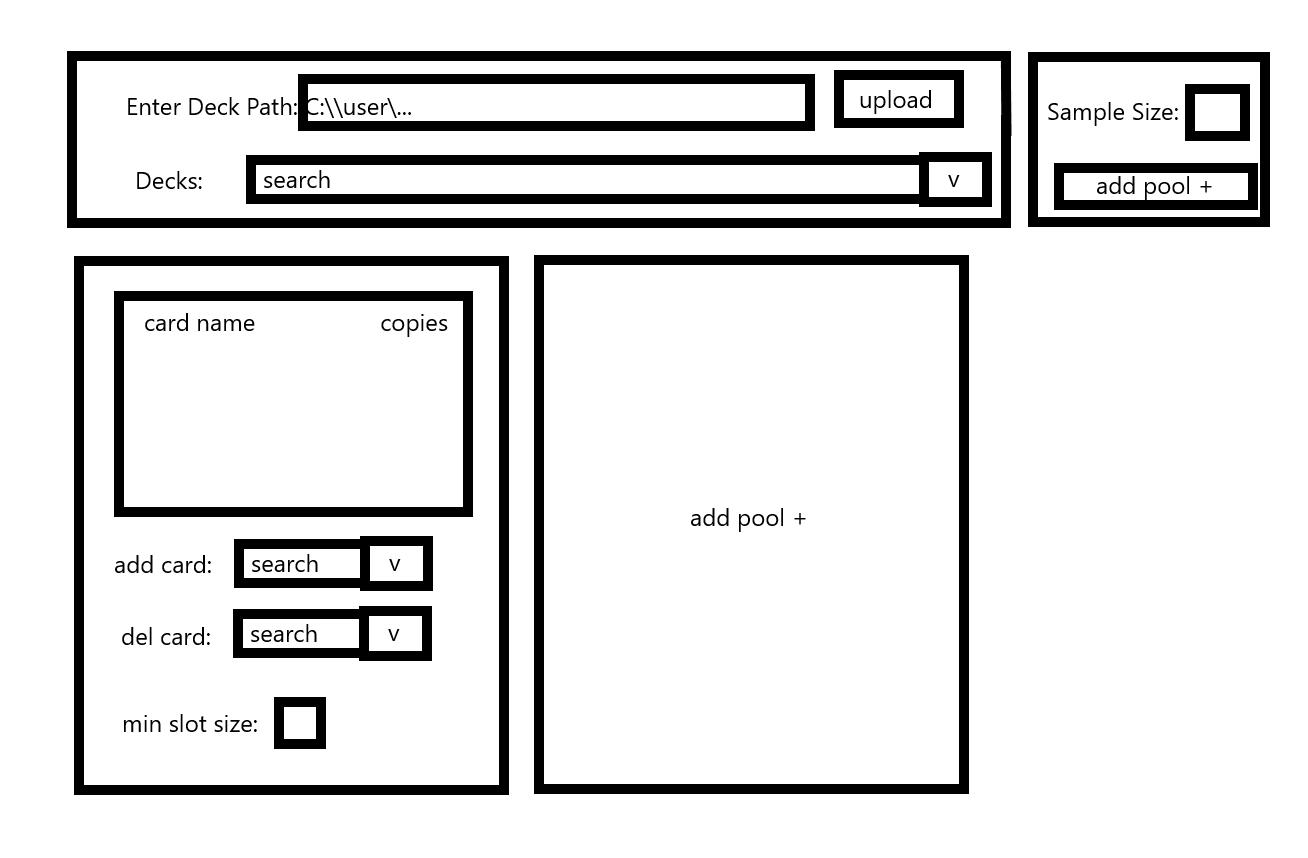 Enter Deck Path: C:\\user\...
upload
Decks:
search
v
Sample Size:
add pool +
card name
copies
add card:
search
v
del card:
search
v
min slot size:
add pool +